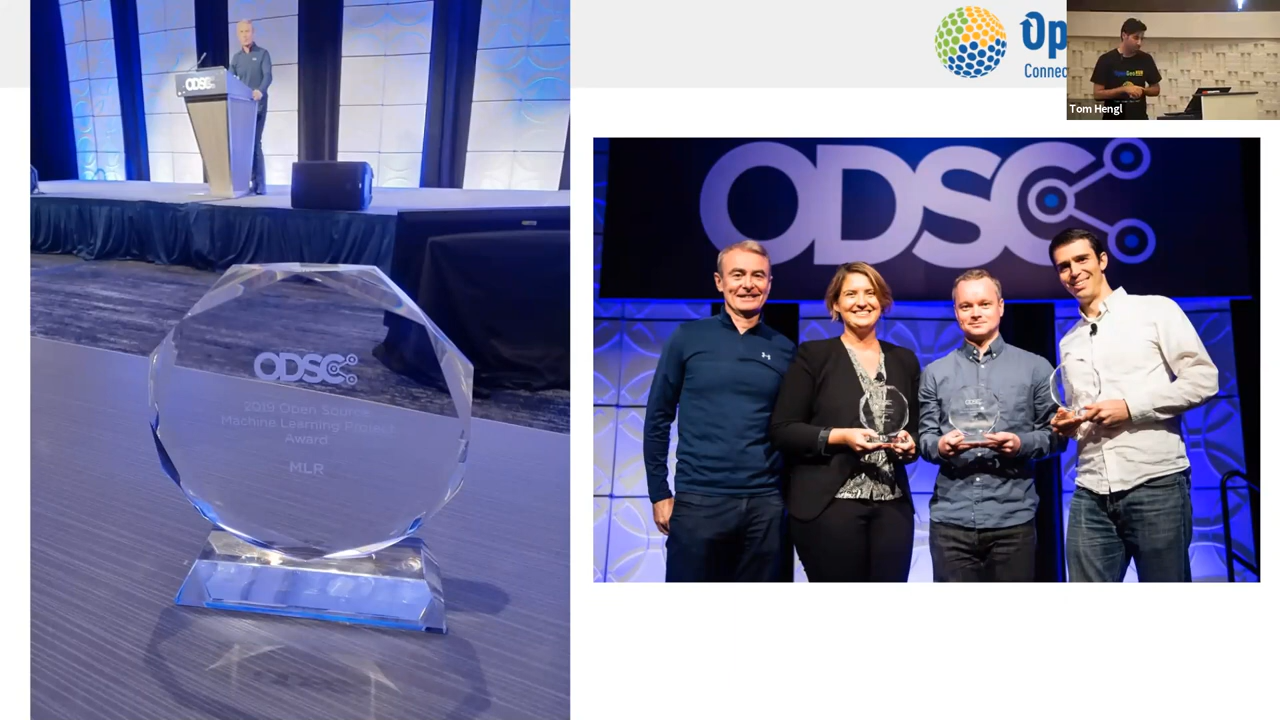 ODSC
ODSC
2019 Open Source
Machine Learning Project
Award
MLR
Op
Connec
Tom Hengl
ODSC